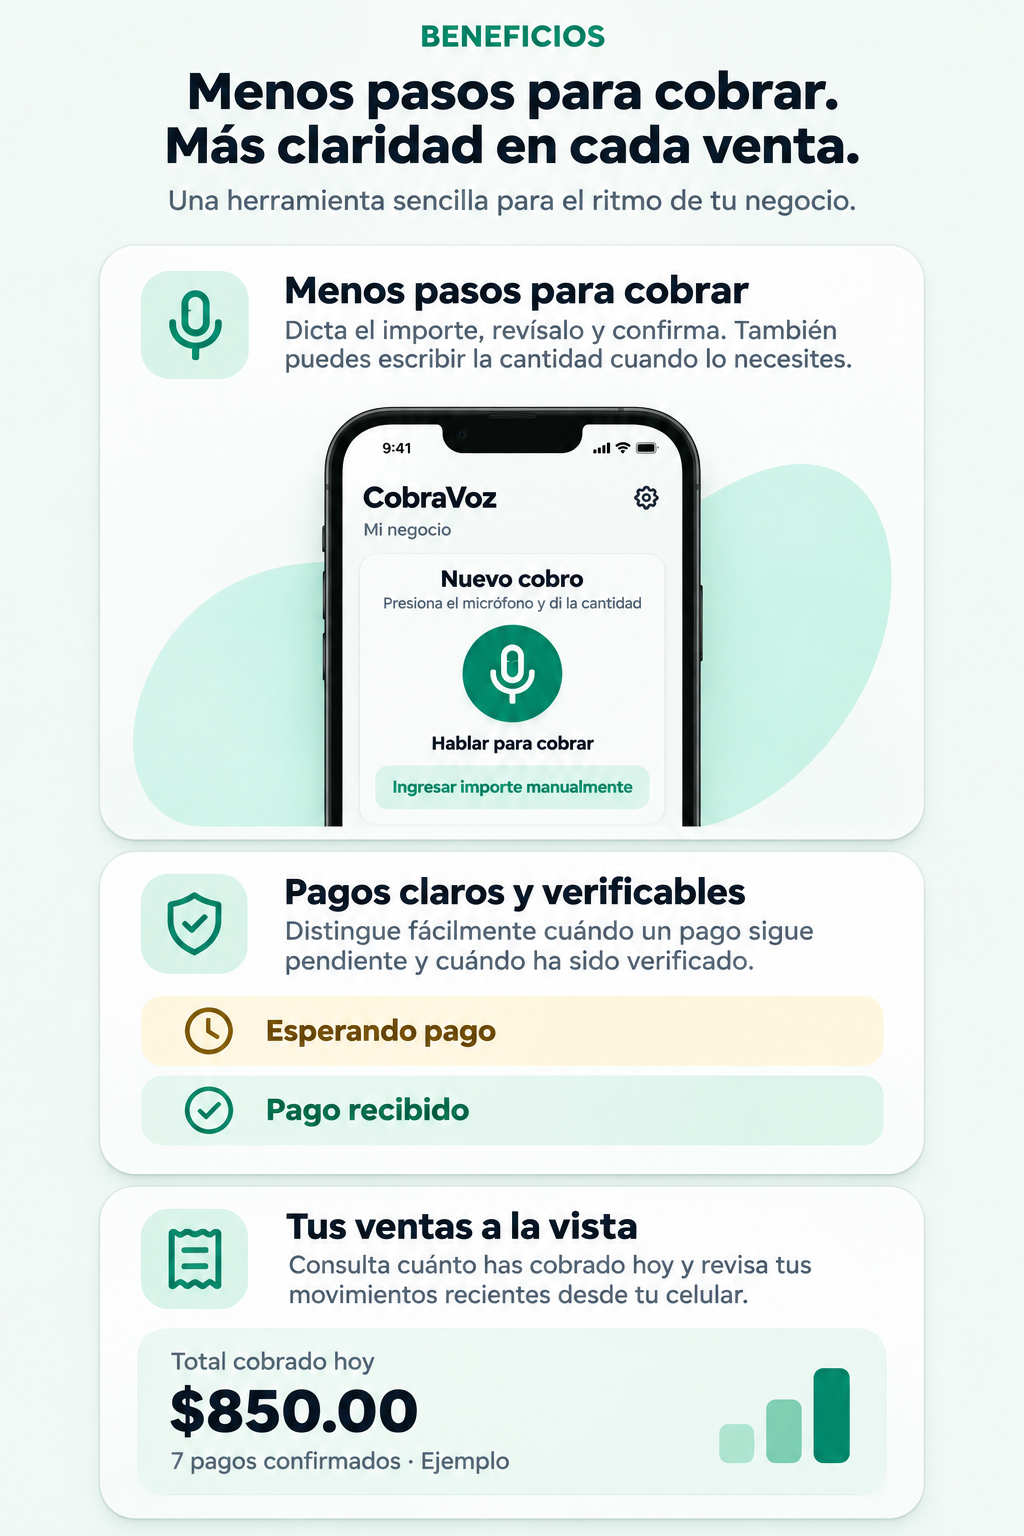 BENEFICIOS
Menos pasos para cobrar.
Más claridad en cada venta.
Una herramienta sencilla para el ritmo de tu negocio.
Menos pasos para cobrar
Dicta el importe, revísalo y confirma. También
puedes escribir la cantidad cuando lo necesites.
9:41
CobraVoz
Mi negocio
Nuevo cobro
Presiona el micrófono y di la cantidad
Hablar para cobrar
Ingresar importe manualmente
Pagos claros y verificables
Distingue fácilmente cuándo un pago sigue
pendiente y cuándo ha sido verificado.
Esperando pago
Pago recibido
Tus ventas a la vista
Consulta cuánto has cobrado hoy y revisa tus
movimientos recientes desde tu celular.
Total cobrado hoy
$850.00
7 pagos confirmados · Ejemplo